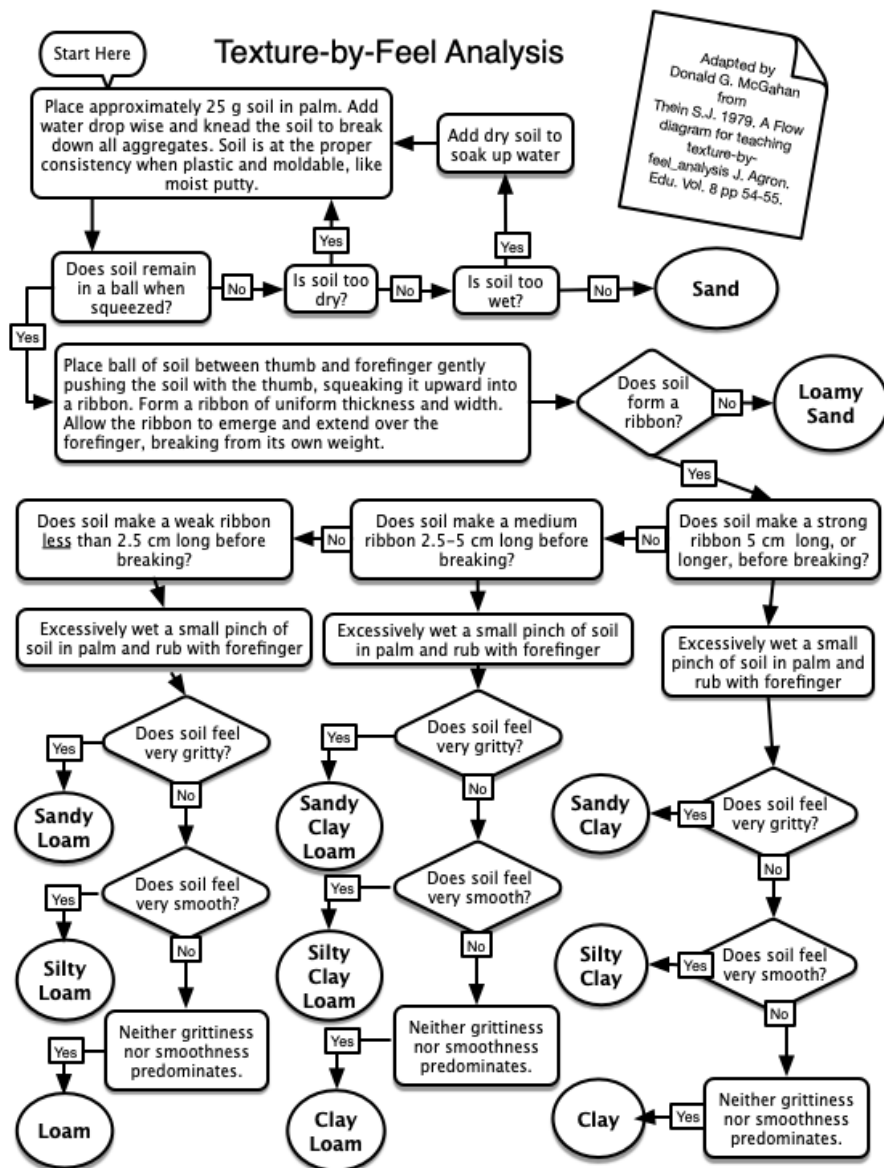 Texture-by-Feel Analysis
Start Here
Adapted by
Donald G. McGahan
from
Thein S.J. 1979. A Flow
diagram for teaching
texture-by-
feel_analysis J. Agron.
Edu. Vol. 8 pp 54-55.
Place approximately 25 g soil in palm. Add
water drop wise and knead the soil to break
down all aggregates. Soil is at the proper
consistency when plastic and moldable, like
moist putty.
Add dry soil to
soak up water
Yes
Yes
Does soil remain
in a ball when
squeezed?
No
Is soil too
dry?
No
Is soil too
wet?
No
Sand
Yes
Place ball of soil between thumb and forefinger gently
pushing the soil with the thumb, squeaking it upward into
a ribbon. Form a ribbon of uniform thickness and width.
Allow the ribbon to emerge and extend over the
forefinger, breaking from its own weight.
Does soil
form a
ribbon?
No
Loamy
Sand
Yes
Does soil make a weak ribbon
less than 2.5 cm long before
breaking?
No
Does soil make a medium
ribbon 2.5-5 cm long before
breaking?
No
Does soil make a strong
ribbon 5 cm long, or
longer, before breaking?
Excessively wet a small pinch of
soil in palm and rub with forefinger
Excessively wet a small pinch of soil
in palm and rub with forefinger
Excessively wet a small
pinch of soil in palm and
rub with forefinger
Does soil feel
very gritty?
Yes
Sandy
Loam
No
Does soil feel
very gritty?
Yes
Sandy
Clay
Loam
No
Does soil feel
very gritty?
Yes
Sandy
Clay
No
Does soil feel
very smooth?
Yes
Silty
Loam
No
Does soil feel
very smooth?
Yes
Silty
Clay
Loam
No
Does soil feel
very smooth?
Yes
Silty
Clay
No
Neither grittiness
nor smoothness
predominates.
Yes
Loam
Neither grittiness
nor smoothness
predominates.
Yes
Clay
Loam
Neither grittiness
nor smoothness
predominates.
Yes
Clay